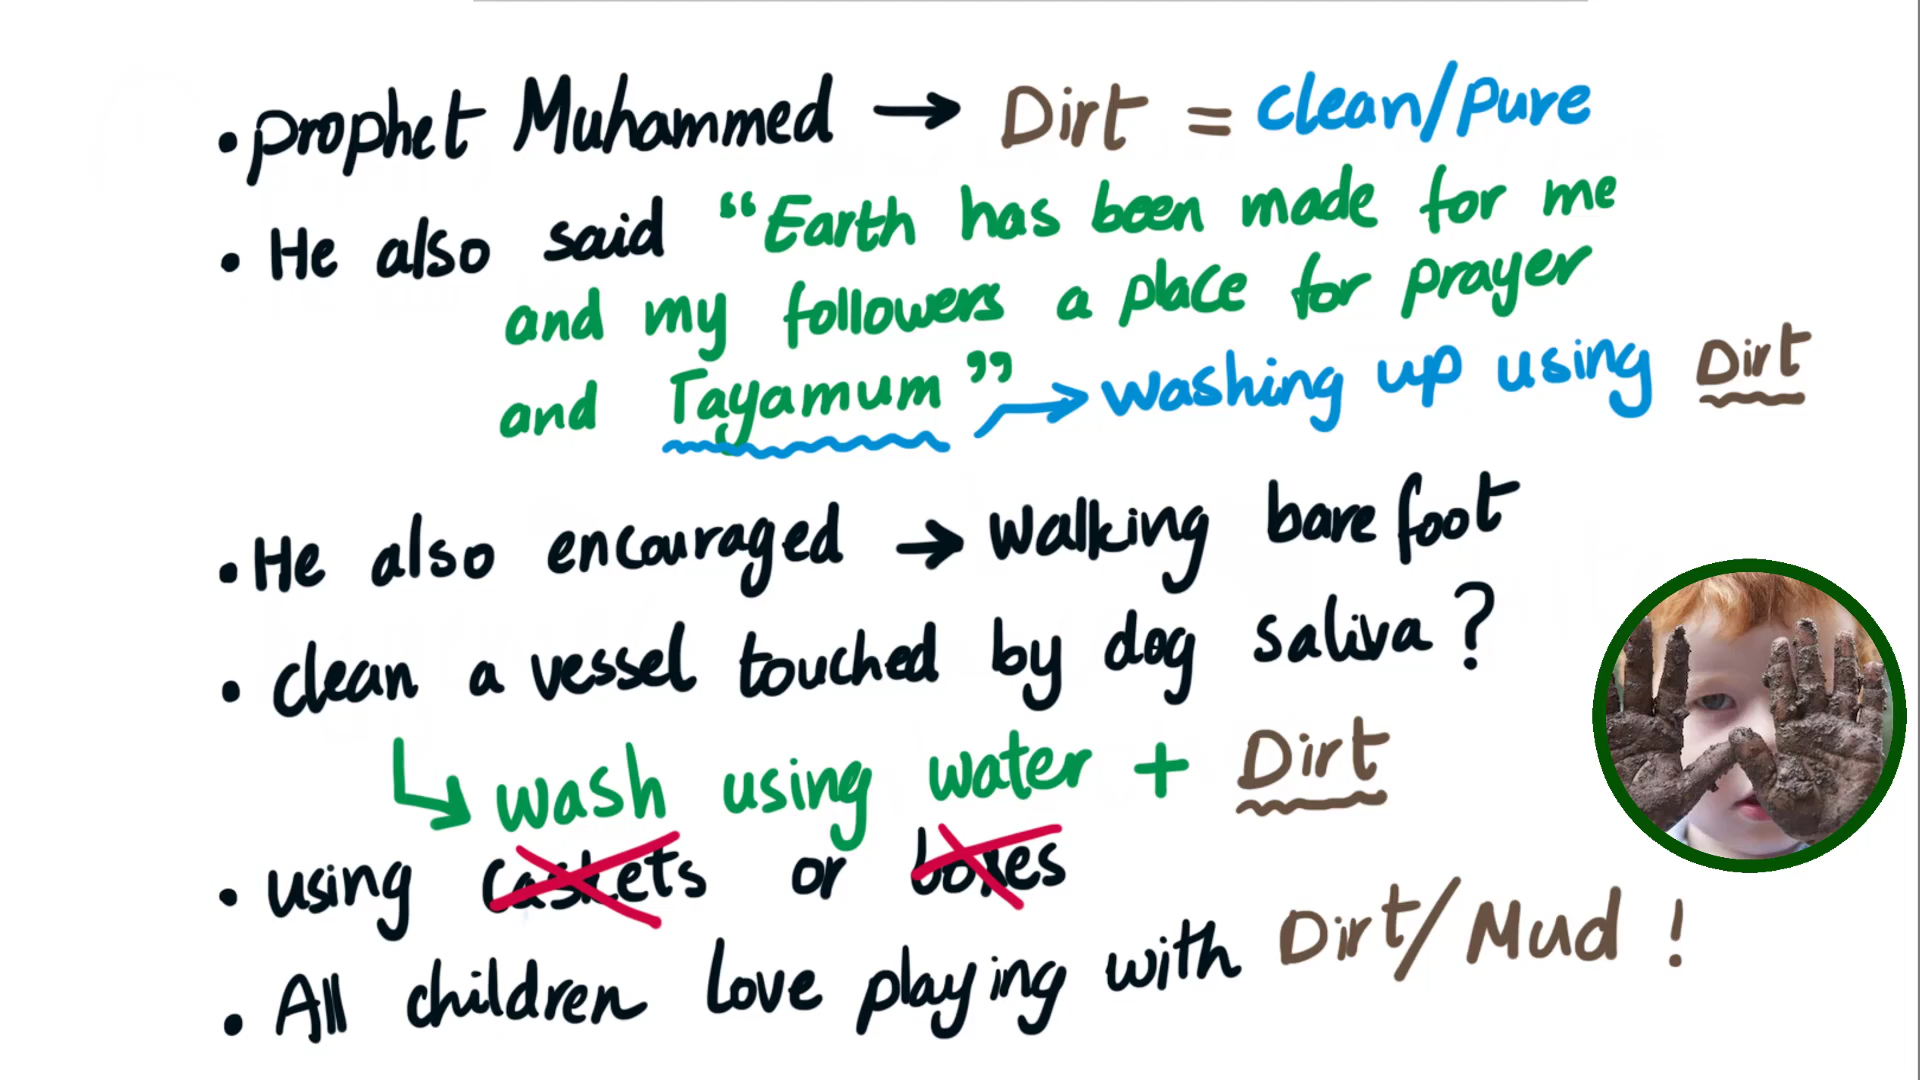 • prophet Muhammed → Dirt = clean/pure
• He also said “Earth has been made for me
and my followers a place for prayer
and Tayamum” → washing up using Dirt
• He also encouraged → walking barefoot
• clean a vessel touched by dog saliva?
↳ wash using water + Dirt
• using caskets or boxes
• All children love playing with Dirt/Mud!